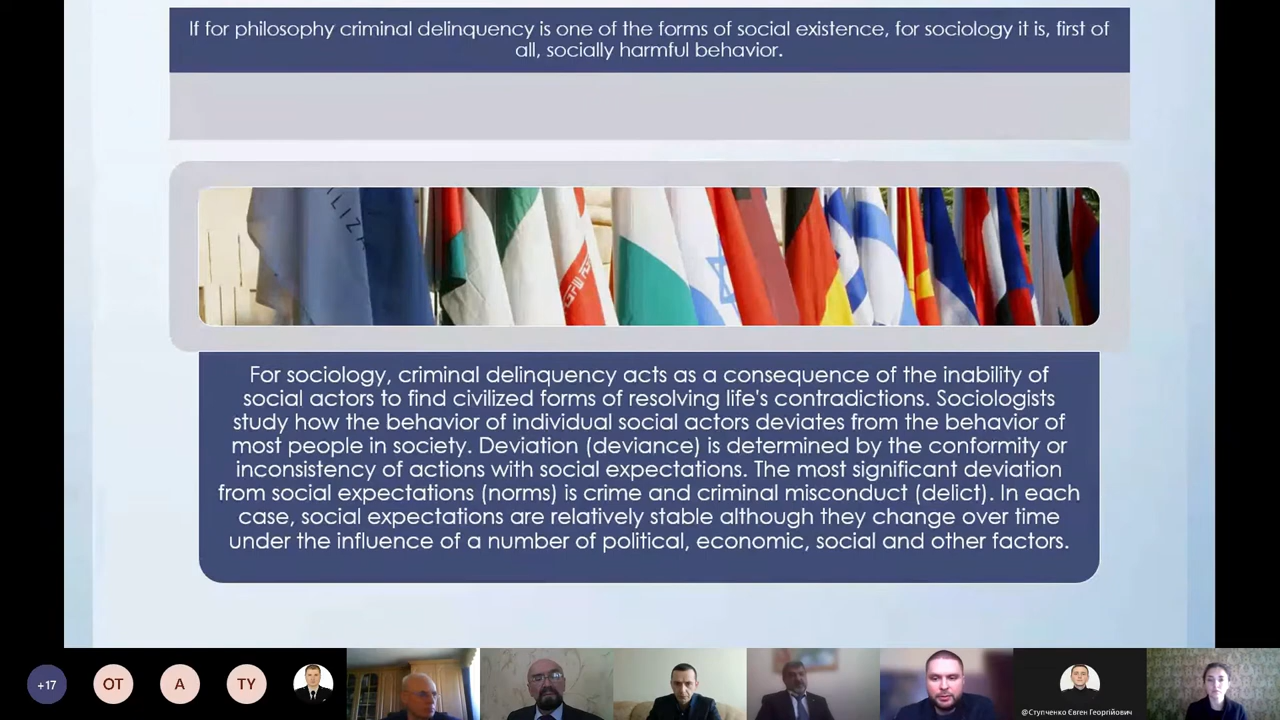 If for philosophy criminal delinquency is one of the forms of social existence, for sociology it is, first of
all, socially harmful behavior.
For sociology, criminal delinquency acts as a consequence of the inability of
social actors to find civilized forms of resolving life's contradictions. Sociologists
study how the behavior of individual social actors deviates from the behavior of
most people in society. Deviation (deviance) is determined by the conformity or
inconsistency of actions with social expectations. The most significant deviation
from social expectations (norms) is crime and criminal misconduct (delict). In each
case, social expectations are relatively stable although they change over time
under the influence of a number of political, economic, social and other factors.
+17
OT
A
TY
@Ступченко Євген Георгійович